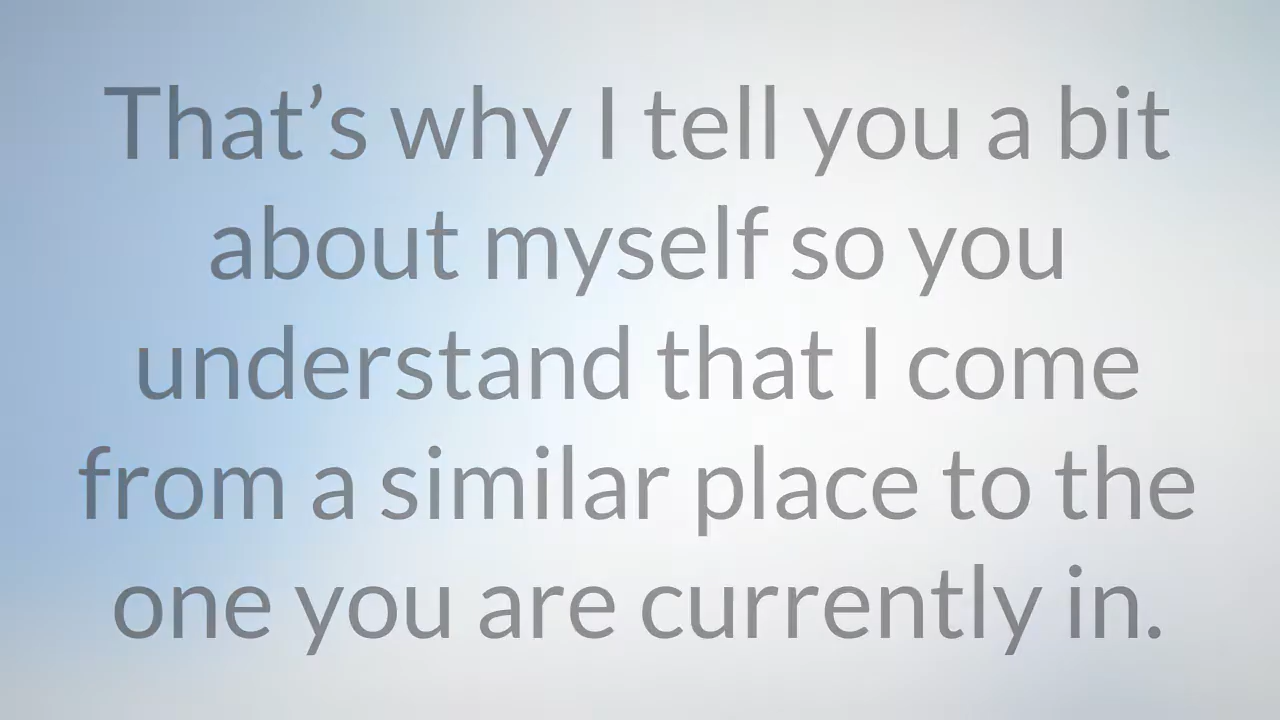 That’s why I tell you a bit
about myself so you
understand that I come
from a similar place to the
one you are currently in.